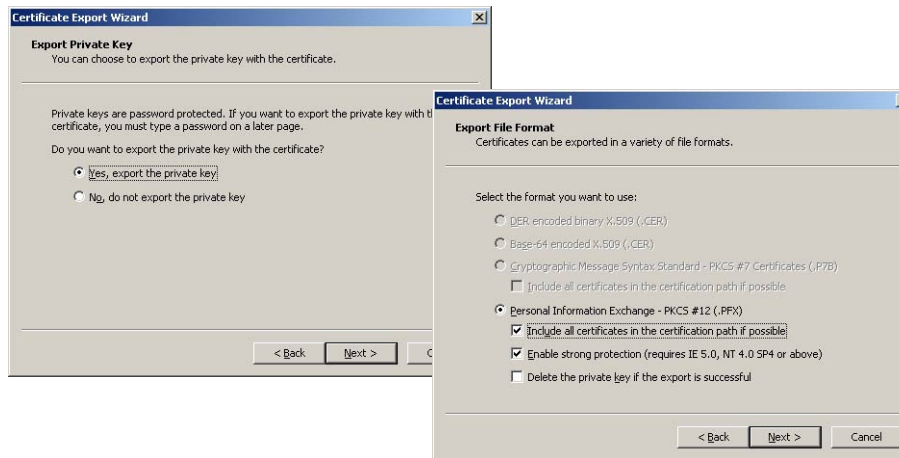 Certificate Export Wizard
Export Private Key
You can choose to export the private key with the certificate.
Private keys are password protected. If you want to export the private key with
certificate, you must type a password on a later page.
Do you want to export the private key with the certificate?
Yes, export the private key
No, do not export the private key
< Back
Next >
Certificate Export Wizard
Export File Format
Certificates can be exported in a variety of file formats.
Select the format you want to use:
DER encoded binary X.509 (.CER)
Base-64 encoded X.509 (.CER)
Cryptographic Message Syntax Standard - PKCS #7 Certificates (.P7B)
Include all certificates in the certification path if possible
Personal Information Exchange - PKCS #12 (.PFX)
Include all certificates in the certification path if possible
Enable strong protection (requires IE 5.0, NT 4.0 SP4 or above)
Delete the private key if the export is successful
< Back
Next >
Cancel